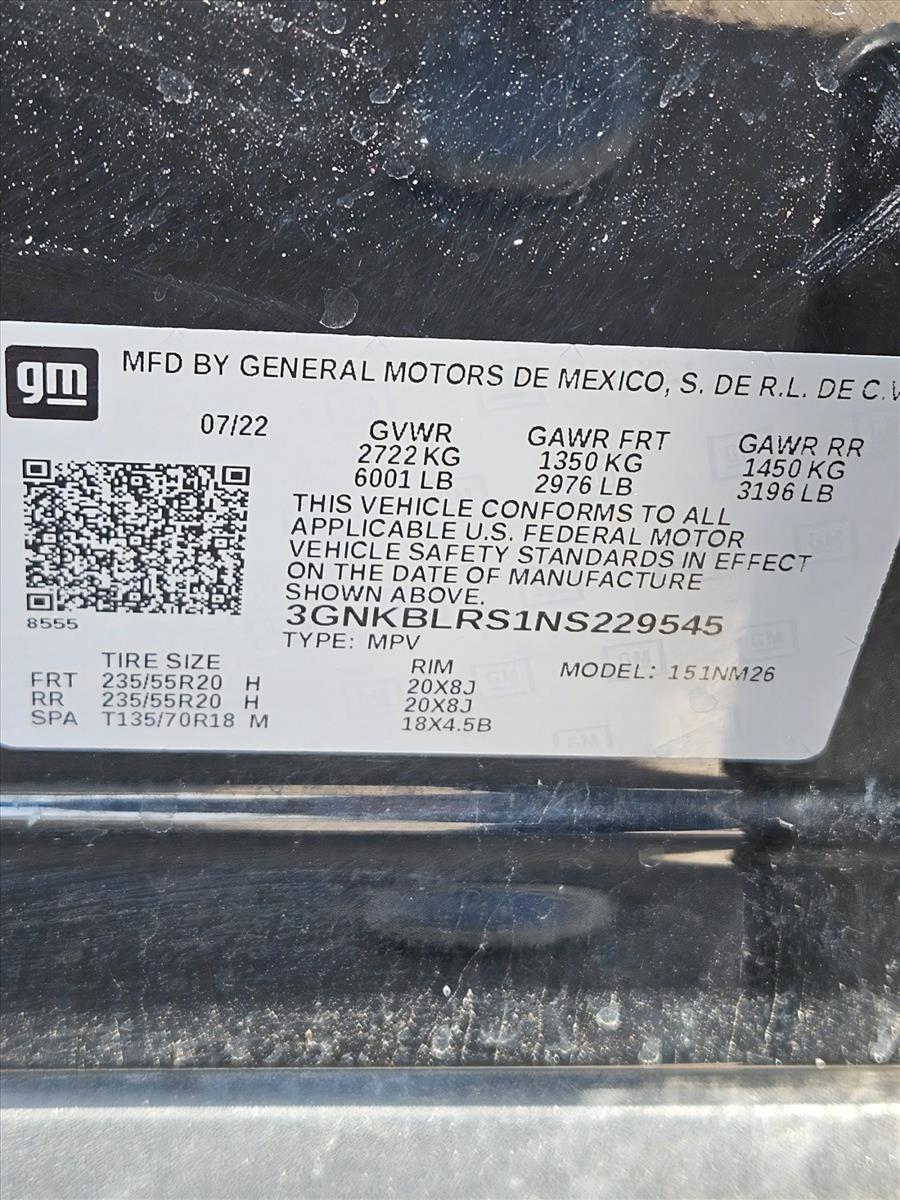 gm
MFD BY GENERAL MOTORS DE MEXICO, S. DE R.L. DE C.V
07/22
GVWR GAWR FRT GAWR RR
2722 KG 1350 KG 1450 KG
6001 LB 2976 LB 3196 LB
THIS VEHICLE CONFORMS TO ALL
APPLICABLE U.S. FEDERAL MOTOR
VEHICLE SAFETY STANDARDS IN EFFECT
ON THE DATE OF MANUFACTURE
SHOWN ABOVE.
3GNKBLRS1NS229545
8555
TYPE: MPV
TIRE SIZE RIM MODEL: 151NM26
FRT 235/55R20 H 20X8J
RR 235/55R20 H 20X8J
SPA T135/70R18 M 18X4.5B